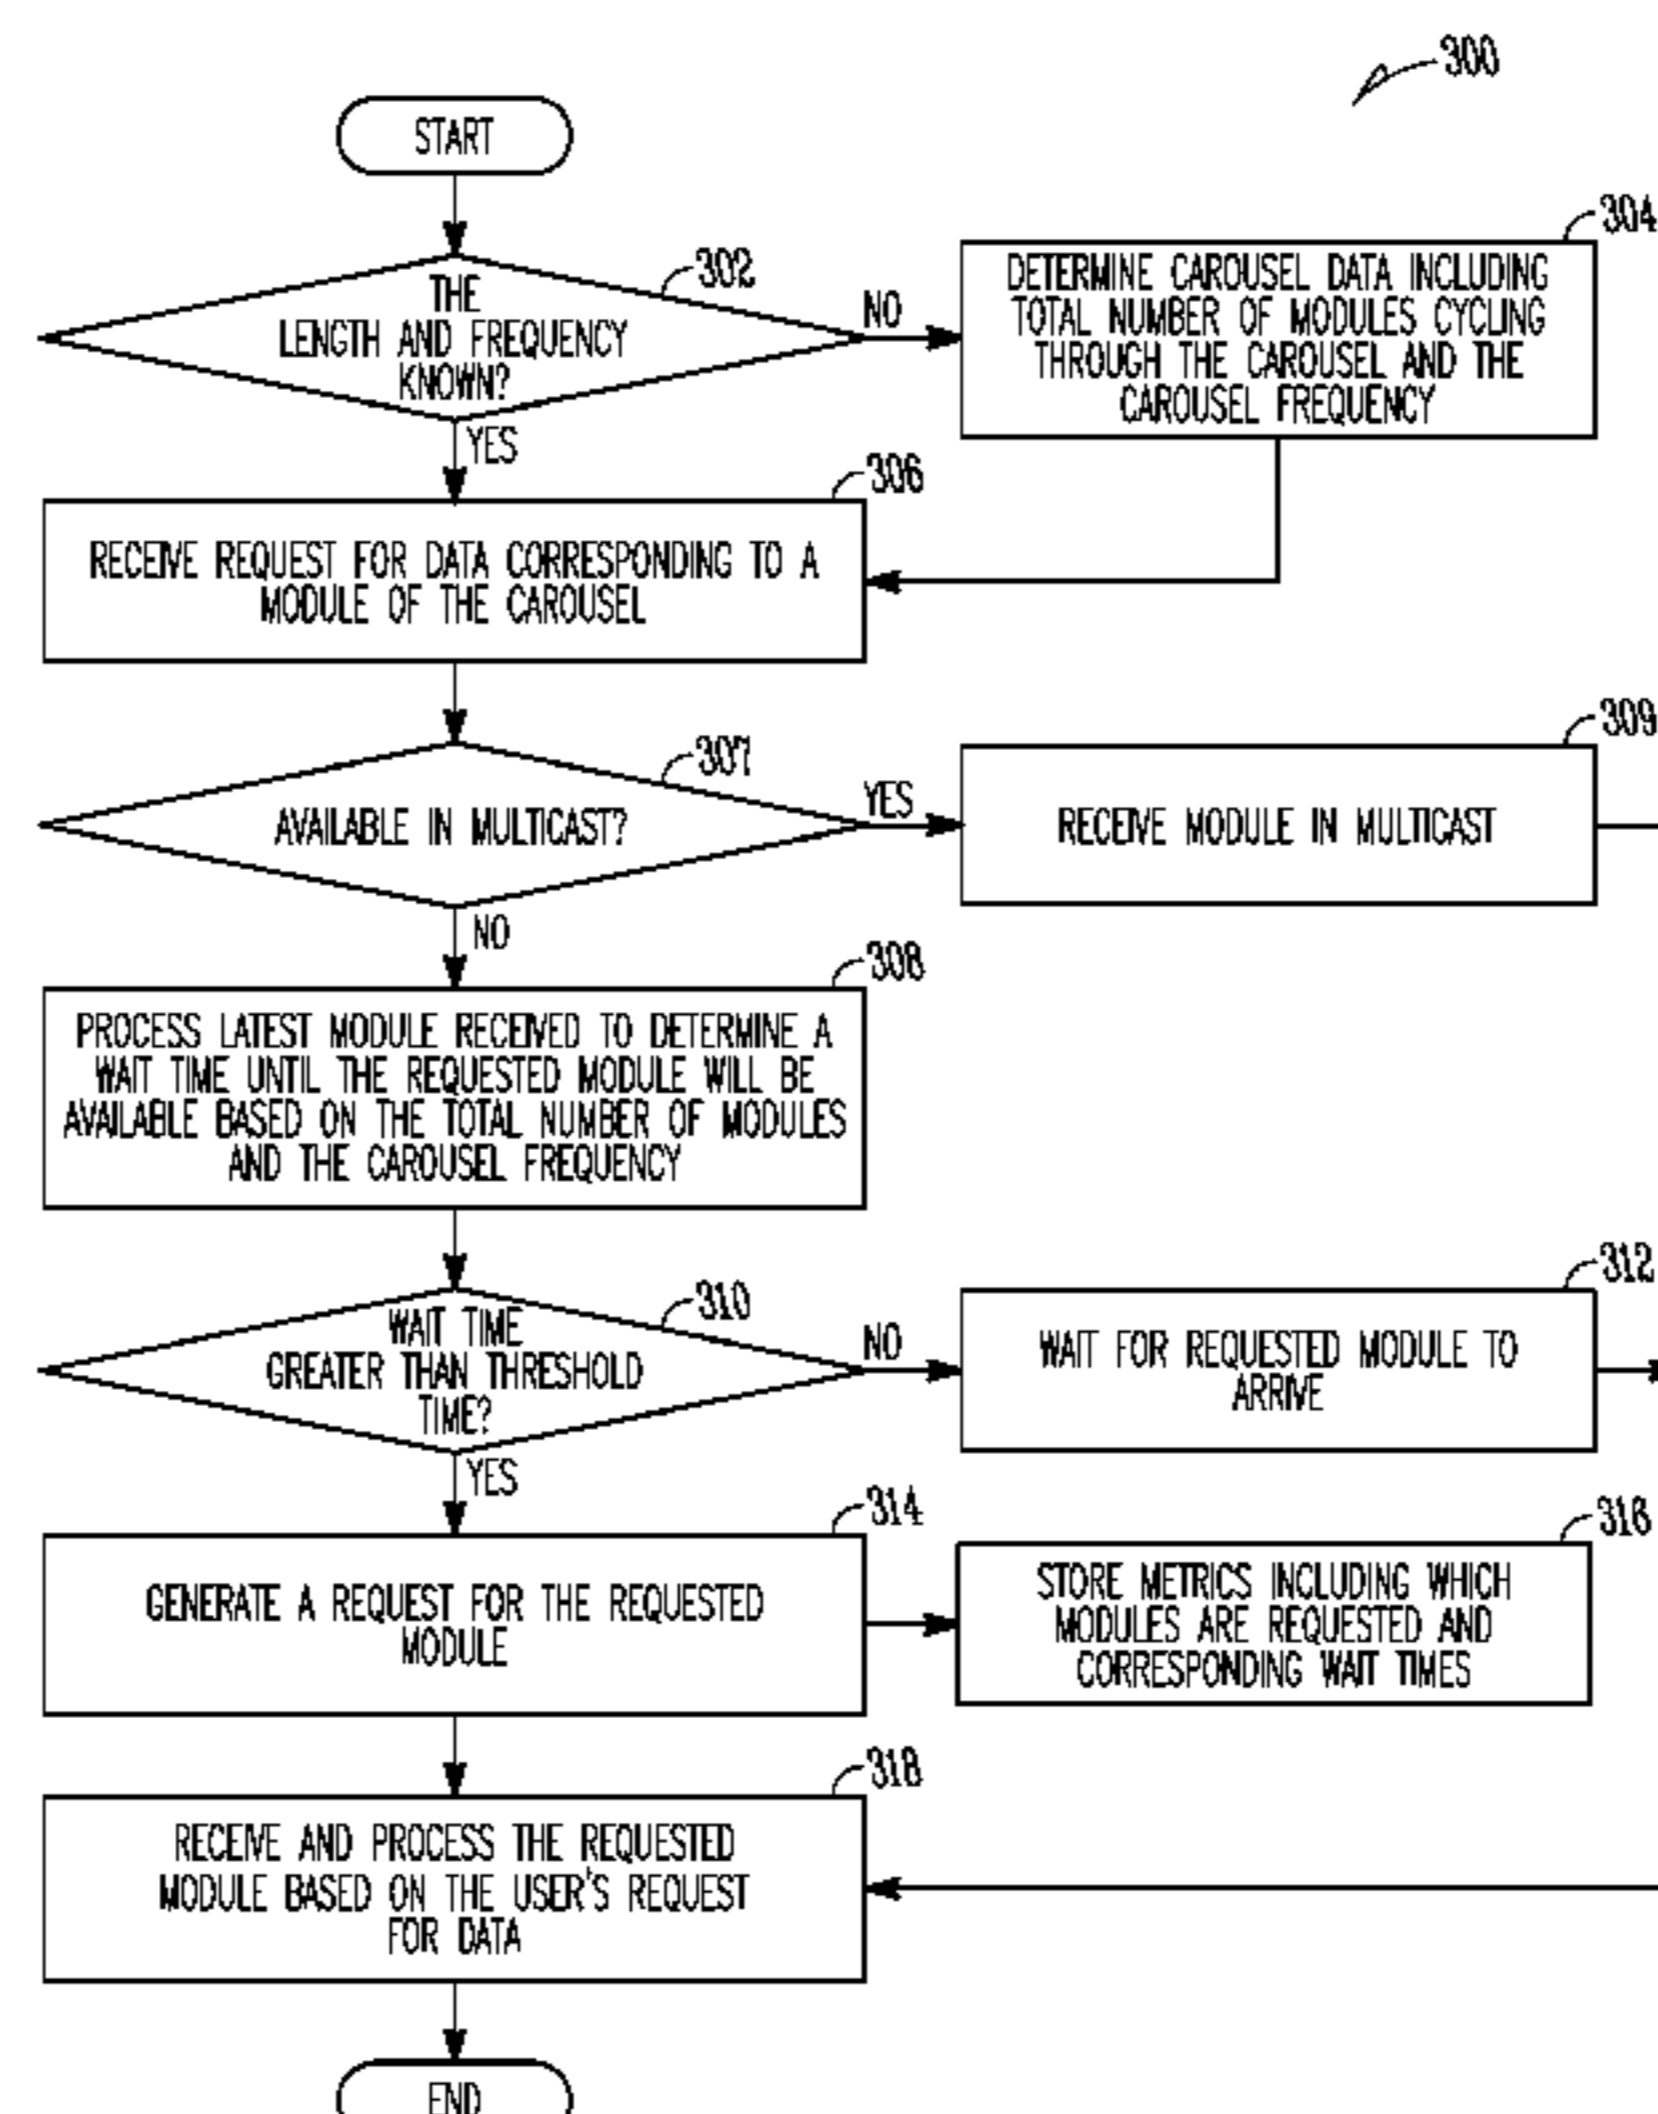 300
START
302
THE
LENGTH AND FREQUENCY
KNOWN?
NO
YES
304
DETERMINE CAROUSEL DATA INCLUDING
TOTAL NUMBER OF MODULES CYCLING
THROUGH THE CAROUSEL AND THE
CAROUSEL FREQUENCY
306
RECEIVE REQUEST FOR DATA CORRESPONDING TO A
MODULE OF THE CAROUSEL
307
AVAILABLE IN MULTICAST?
YES
NO
309
RECEIVE MODULE IN MULTICAST
308
PROCESS LATEST MODULE RECEIVED TO DETERMINE A
WAIT TIME UNTIL THE REQUESTED MODULE WILL BE
AVAILABLE BASED ON THE TOTAL NUMBER OF MODULES
AND THE CAROUSEL FREQUENCY
310
WAIT TIME
GREATER THAN THRESHOLD
TIME?
NO
YES
312
WAIT FOR REQUESTED MODULE TO
ARRIVE
314
GENERATE A REQUEST FOR THE REQUESTED
MODULE
316
STORE METRICS INCLUDING WHICH
MODULES ARE REQUESTED AND
CORRESPONDING WAIT TIMES
318
RECEIVE AND PROCESS THE REQUESTED
MODULE BASED ON THE USER'S REQUEST
FOR DATA
END